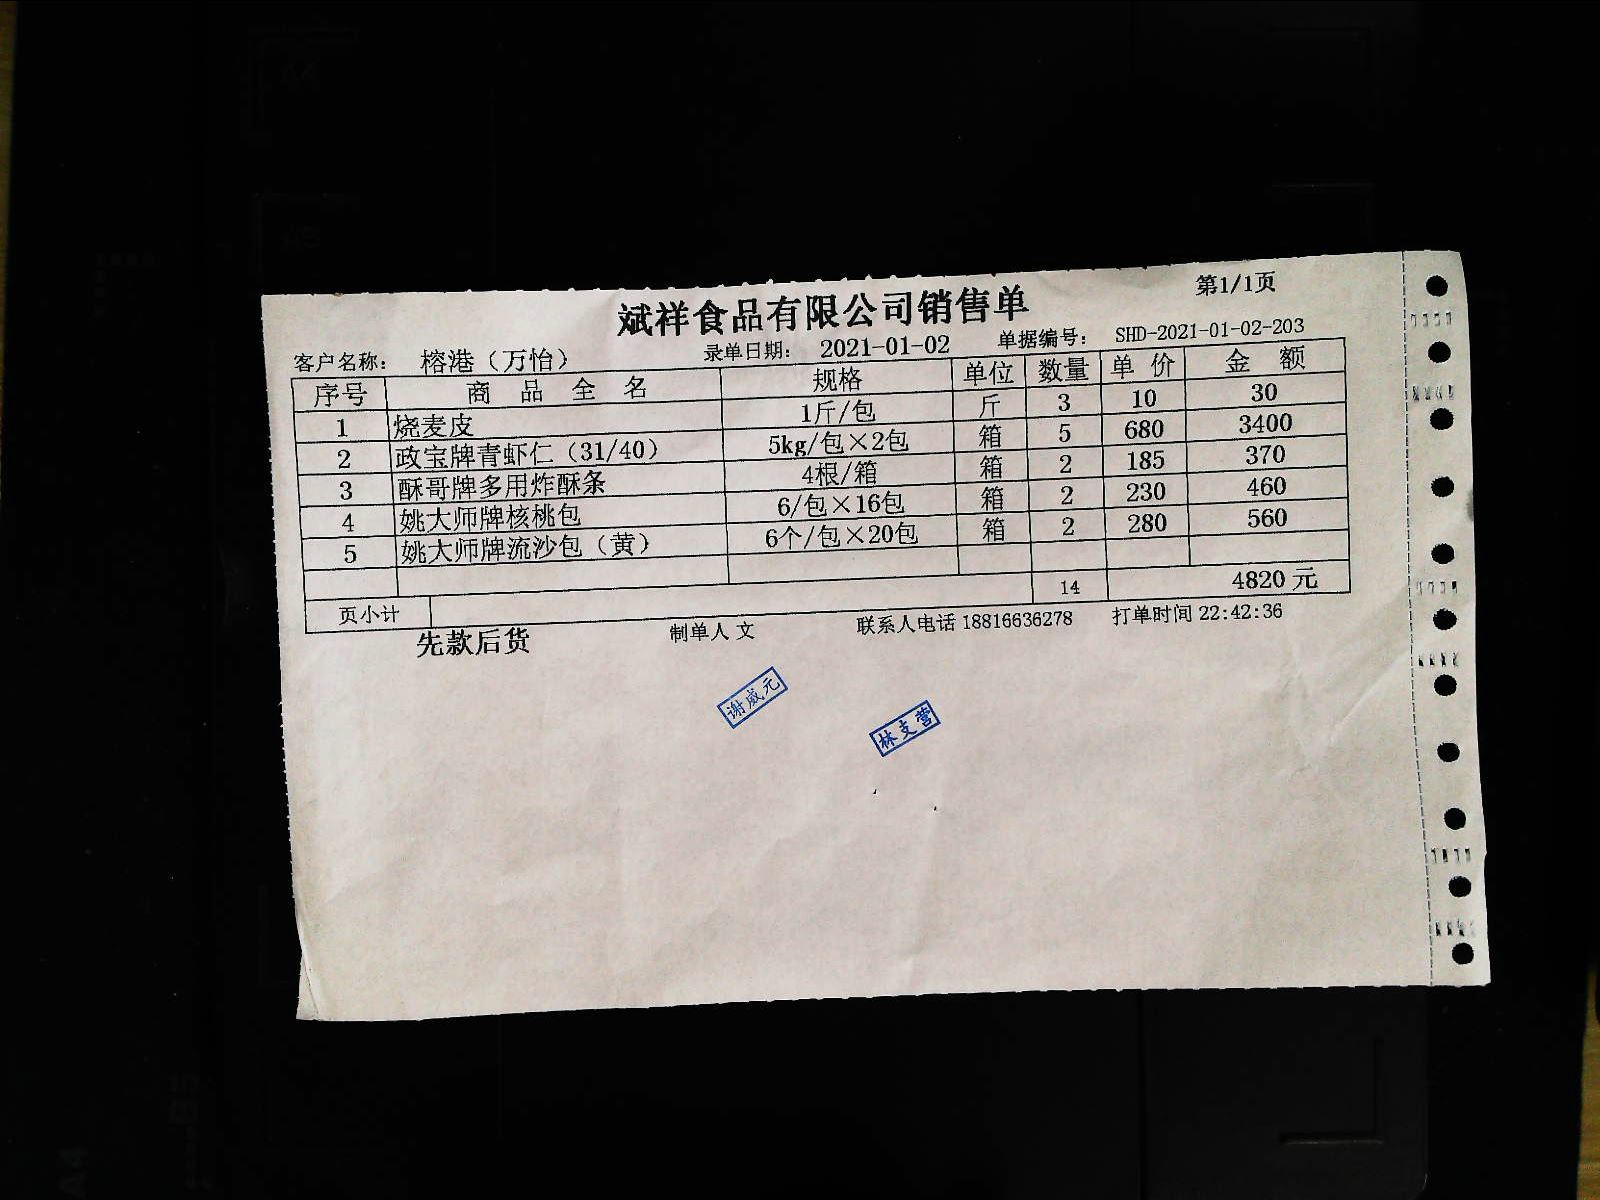 第1/1页
斌祥食品有限公司销售单
客户名称： 榕港（万怡） 录单日期： 2021-01-02 单据编号： SHD-2021-01-02-203
序号 商品全名 规格 单位 数量 单价 金额
1 烧麦皮 1斤/包 斤 3 10 30
2 政宝牌青虾仁（31/40） 5kg/包×2包 箱 5 680 3400
3 酥哥牌多用炸酥条 4根/箱 箱 2 185 370
4 姚大师牌核桃包 6/包×16包 箱 2 230 460
5 姚大师牌流沙包（黄） 6个/包×20包 箱 2 280 560
页小计 14 4820 元
先款后货 制单人 文 联系人电话 18816636278 打单时间 22:42:36
谢威元
林支营